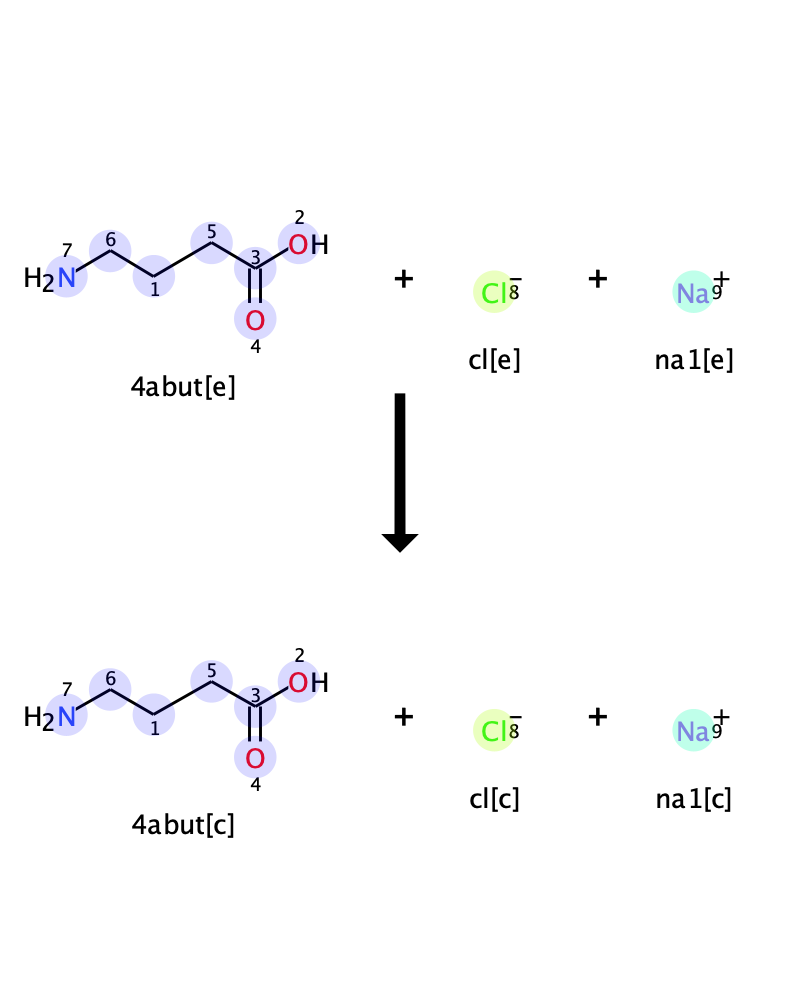 2
5
6
OH
7
3
+
+
H2N
Cl− 8
Na+ 9
1
O
4
cl[e]
na1[e]
4abut[e]
2
5
6
OH
7
3
+
+
H2N
Cl− 8
Na+ 9
1
O
4
cl[c]
na1[c]
4abut[c]